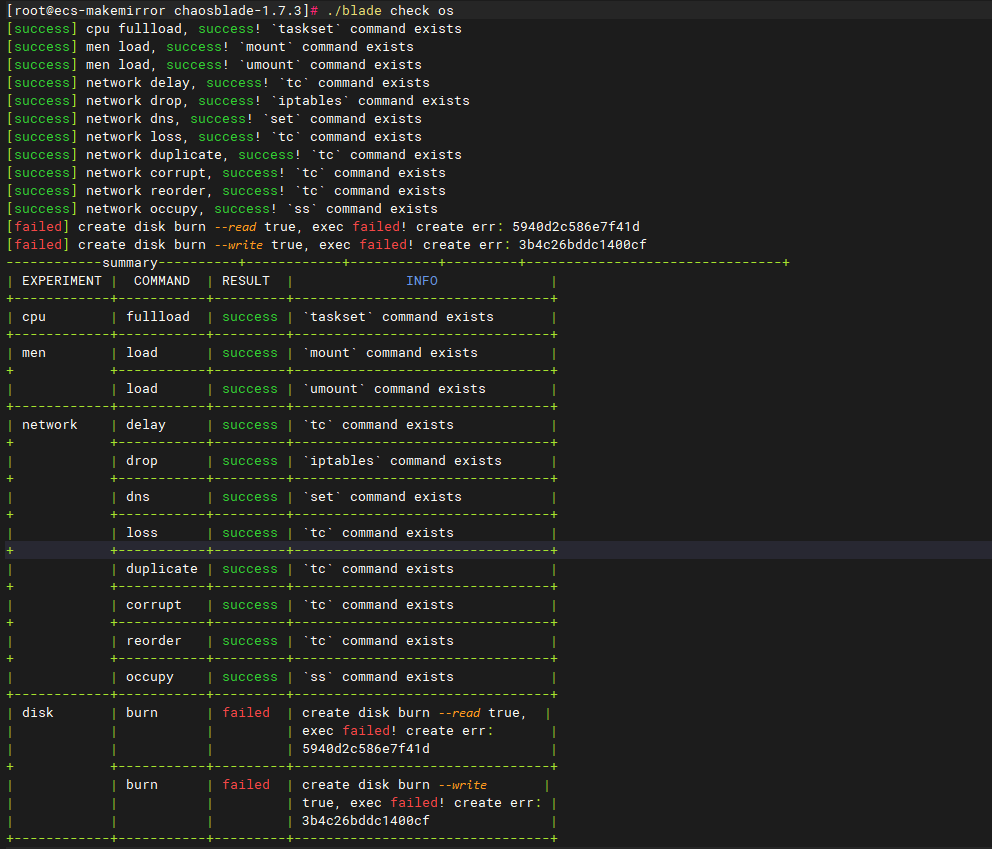 [root@ecs-makemirror chaosblade-1.7.3]# ./blade check os
[success] cpu fullload, success! `taskset` command exists
[success] men load, success! `mount` command exists
[success] men load, success! `umount` command exists
[success] network delay, success! `tc` command exists
[success] network drop, success! `iptables` command exists
[success] network dns, success! `set` command exists
[success] network loss, success! `tc` command exists
[success] network duplicate, success! `tc` command exists
[success] network corrupt, success! `tc` command exists
[success] network reorder, success! `tc` command exists
[success] network occupy, success! `ss` command exists
[failed] create disk burn --read true, exec failed! create err: 5940d2c586e7f41d
[failed] create disk burn --write true, exec failed! create err: 3b4c26bddc1400cf
------------summary----------+------------+-----------+---------+--------------------------------+
| EXPERIMENT |  COMMAND  | RESULT  |              INFO              |
+------------+-----------+---------+--------------------------------+
| cpu        | fullload  | success | `taskset` command exists       |
+------------+-----------+---------+--------------------------------+
| men        | load      | success | `mount` command exists         |
+            +-----------+---------+--------------------------------+
|            | load      | success | `umount` command exists        |
+------------+-----------+---------+--------------------------------+
| network    | delay     | success | `tc` command exists            |
+            +-----------+---------+--------------------------------+
|            | drop      | success | `iptables` command exists      |
+            +-----------+---------+--------------------------------+
|            | dns       | success | `set` command exists           |
+            +-----------+---------+--------------------------------+
|            | loss      | success | `tc` command exists            |
+            +-----------+---------+--------------------------------+
|            | duplicate | success | `tc` command exists            |
+            +-----------+---------+--------------------------------+
|            | corrupt   | success | `tc` command exists            |
+            +-----------+---------+--------------------------------+
|            | reorder   | success | `tc` command exists            |
+            +-----------+---------+--------------------------------+
|            | occupy    | success | `ss` command exists            |
+------------+-----------+---------+--------------------------------+
| disk       | burn      | failed  | create disk burn --read true,  |
|            |           |         | exec failed! create err:       |
|            |           |         | 5940d2c586e7f41d               |
+            +-----------+---------+--------------------------------+
|            | burn      | failed  | create disk burn --write       |
|            |           |         | true, exec failed! create err: |
|            |           |         | 3b4c26bddc1400cf               |
+------------+-----------+---------+--------------------------------+